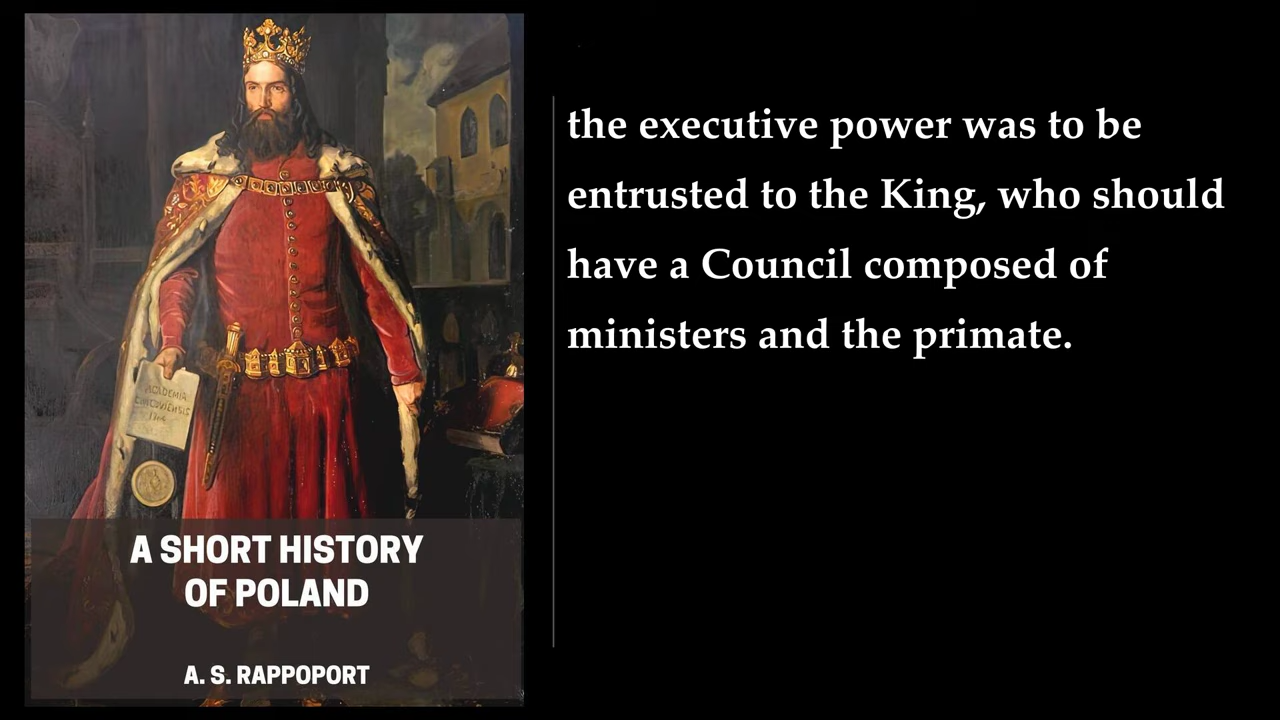 the executive power was to be
entrusted to the King, who should
have a Council composed of
ministers and the primate.
ACADEMIA
CRACOVIENSIS
A SHORT HISTORY
OF POLAND
A. S. RAPPOPORT